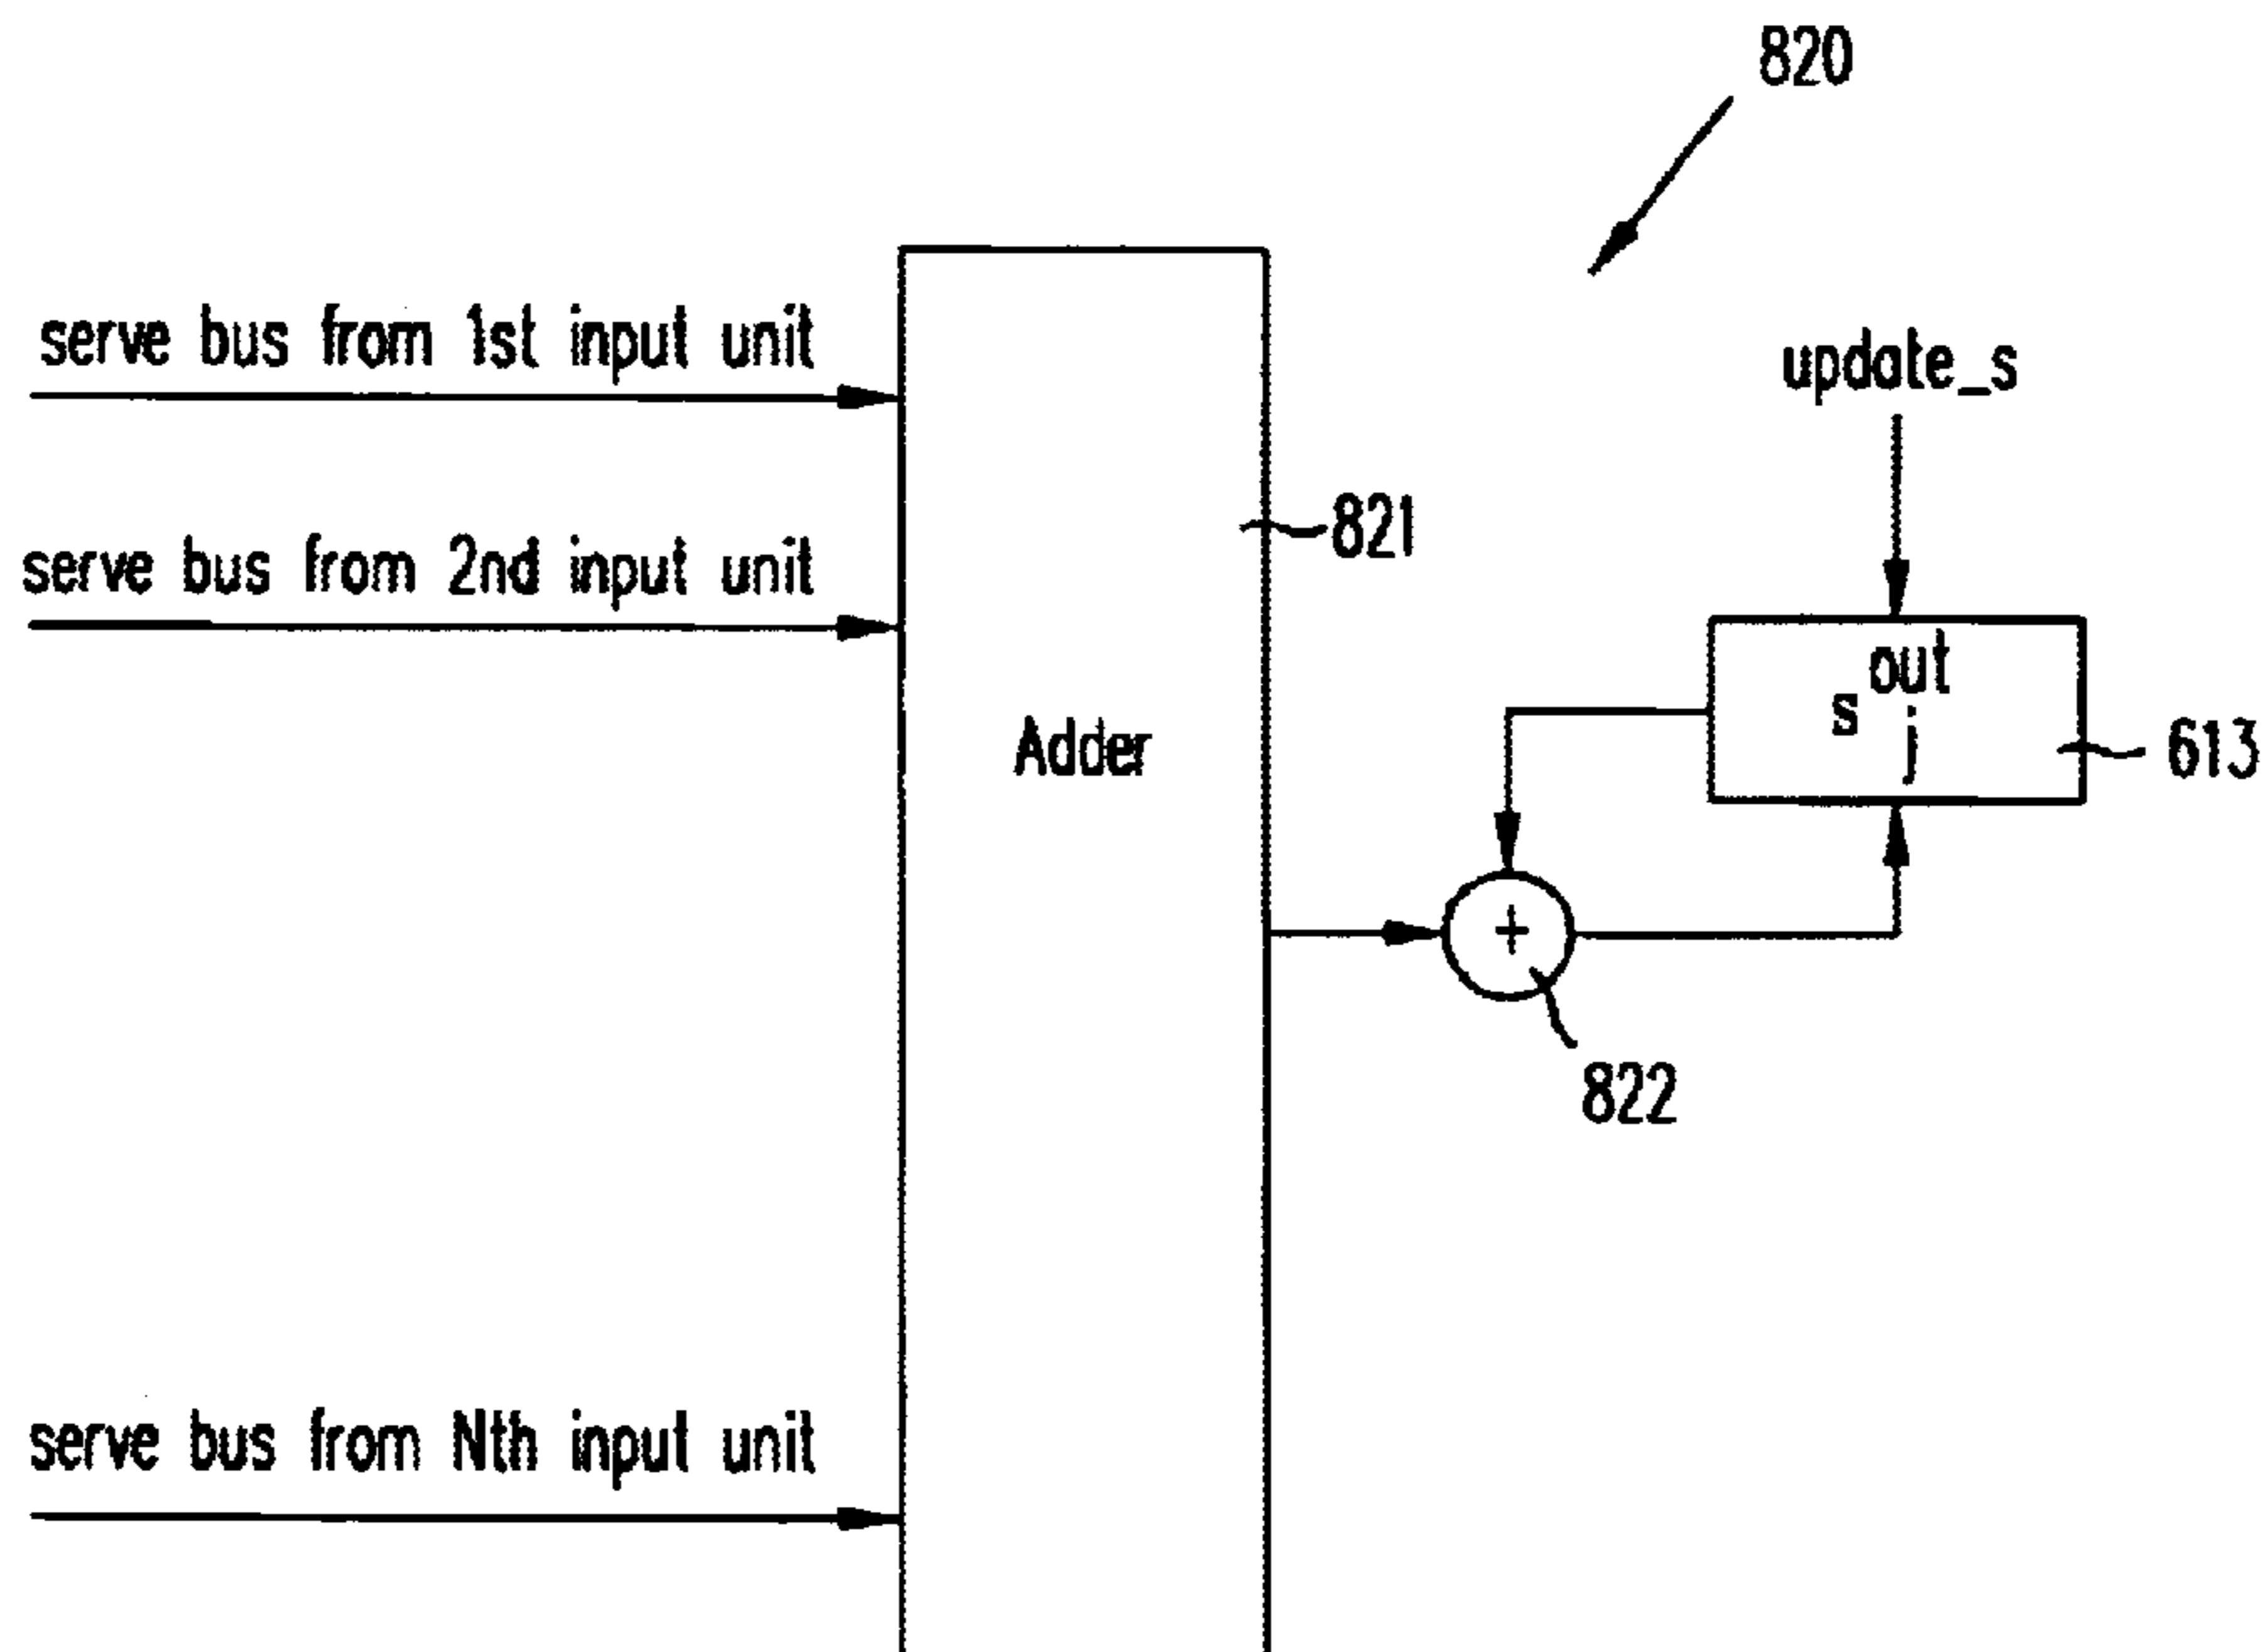 820
serve bus from 1st input unit
update_s
821
serve bus from 2nd input unit
s out j
613
Adder
+
822
serve bus from Nth input unit